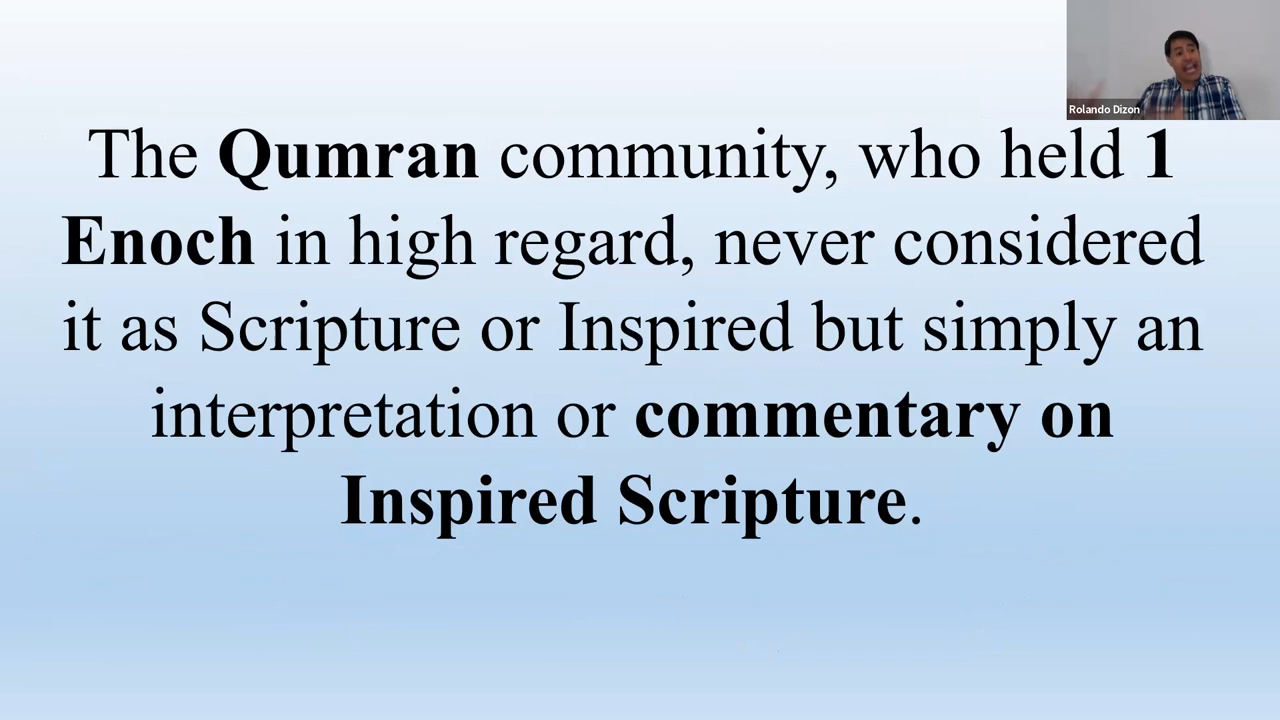 Rolando Dizon
The Qumran community, who held 1
Enoch in high regard, never considered
it as Scripture or Inspired but simply an
interpretation or commentary on
Inspired Scripture.